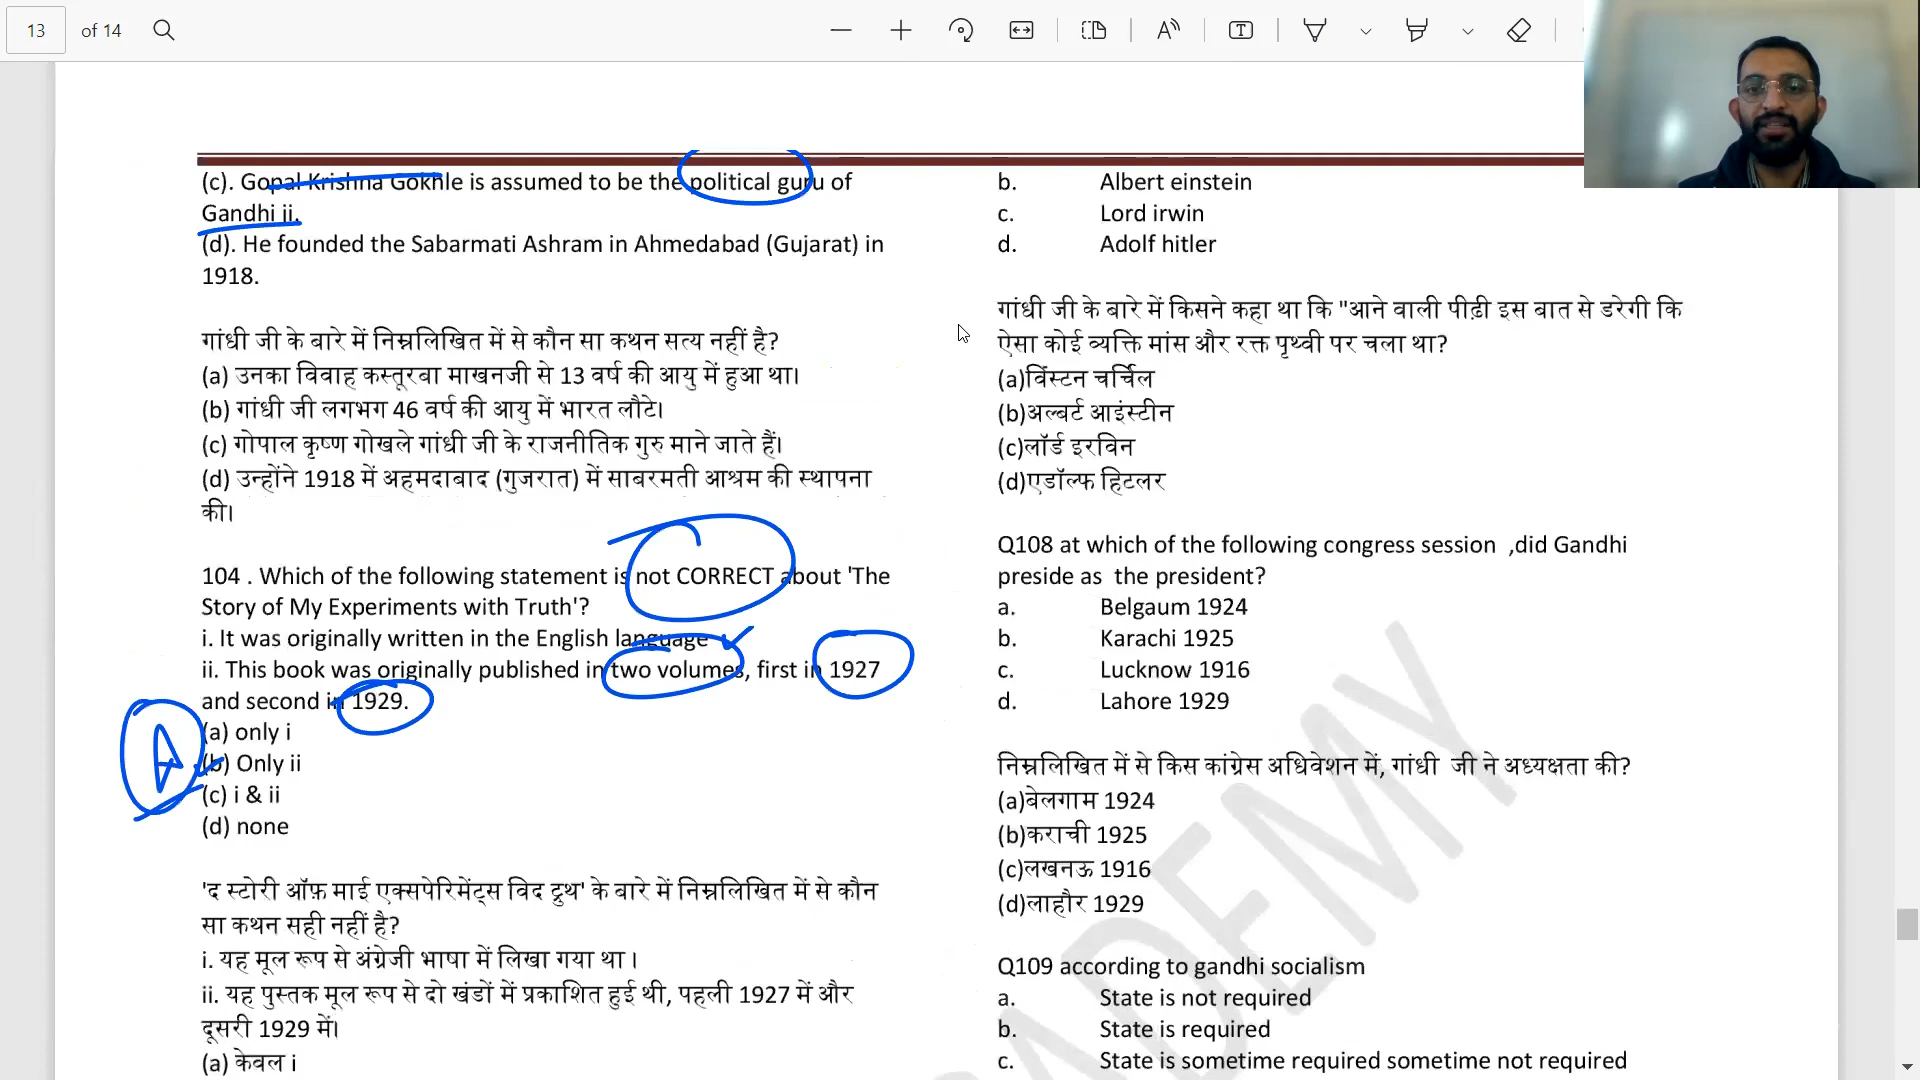 13 of 14
(c). Gopal Krishna Gokhle is assumed to be the political guru of
Gandhi ii.
(d). He founded the Sabarmati Ashram in Ahmedabad (Gujarat) in
1918.
गांधी जी के बारे में निम्नलिखित में से कौन सा कथन सत्य नहीं है?
(a) उनका विवाह कस्तूरबा माखनजी से 13 वर्ष की आयु में हुआ था।
(b) गांधी जी लगभग 46 वर्ष की आयु में भारत लौटे।
(c) गोपाल कृष्ण गोखले गांधी जी के राजनीतिक गुरु माने जाते हैं।
(d) उन्होंने 1918 में अहमदाबाद (गुजरात) में साबरमती आश्रम की स्थापना
की।
104 . Which of the following statement is not CORRECT about 'The
Story of My Experiments with Truth'?
i. It was originally written in the English language
ii. This book was originally published in two volumes, first in 1927
and second in 1929.
A
(a) only i
(b) Only ii
(c) i & ii
(d) none
'द स्टोरी ऑफ़ माई एक्सपेरिमेंट्स विद ट्रुथ' के बारे में निम्नलिखित में से कौन
सा कथन सही नहीं है?
i. यह मूल रूप से अंग्रेजी भाषा में लिखा गया था।
ii. यह पुस्तक मूल रूप से दो खंडों में प्रकाशित हुई थी, पहली 1927 में और
दूसरी 1929 में।
(a) केवल i
b. Albert einstein
c. Lord irwin
d. Adolf hitler
गांधी जी के बारे में किसने कहा था कि "आने वाली पीढ़ी इस बात से डरेगी कि
ऐसा कोई व्यक्ति मांस और रक्त पृथ्वी पर चला था?
(a)विंस्टन चर्चिल
(b)अल्बर्ट आइंस्टीन
(c)लॉर्ड इरविन
(d)एडॉल्फ हिटलर
Q108 at which of the following congress session ,did Gandhi
preside as the president?
a. Belgaum 1924
b. Karachi 1925
c. Lucknow 1916
d. Lahore 1929
निम्नलिखित में से किस कांग्रेस अधिवेशन में, गांधी जी ने अध्यक्षता की?
(a)बेलगाम 1924
(b)कराची 1925
(c)लखनऊ 1916
(d)लाहौर 1929
Q109 according to gandhi socialism
a. State is not required
b. State is required
c. State is sometime required sometime not required